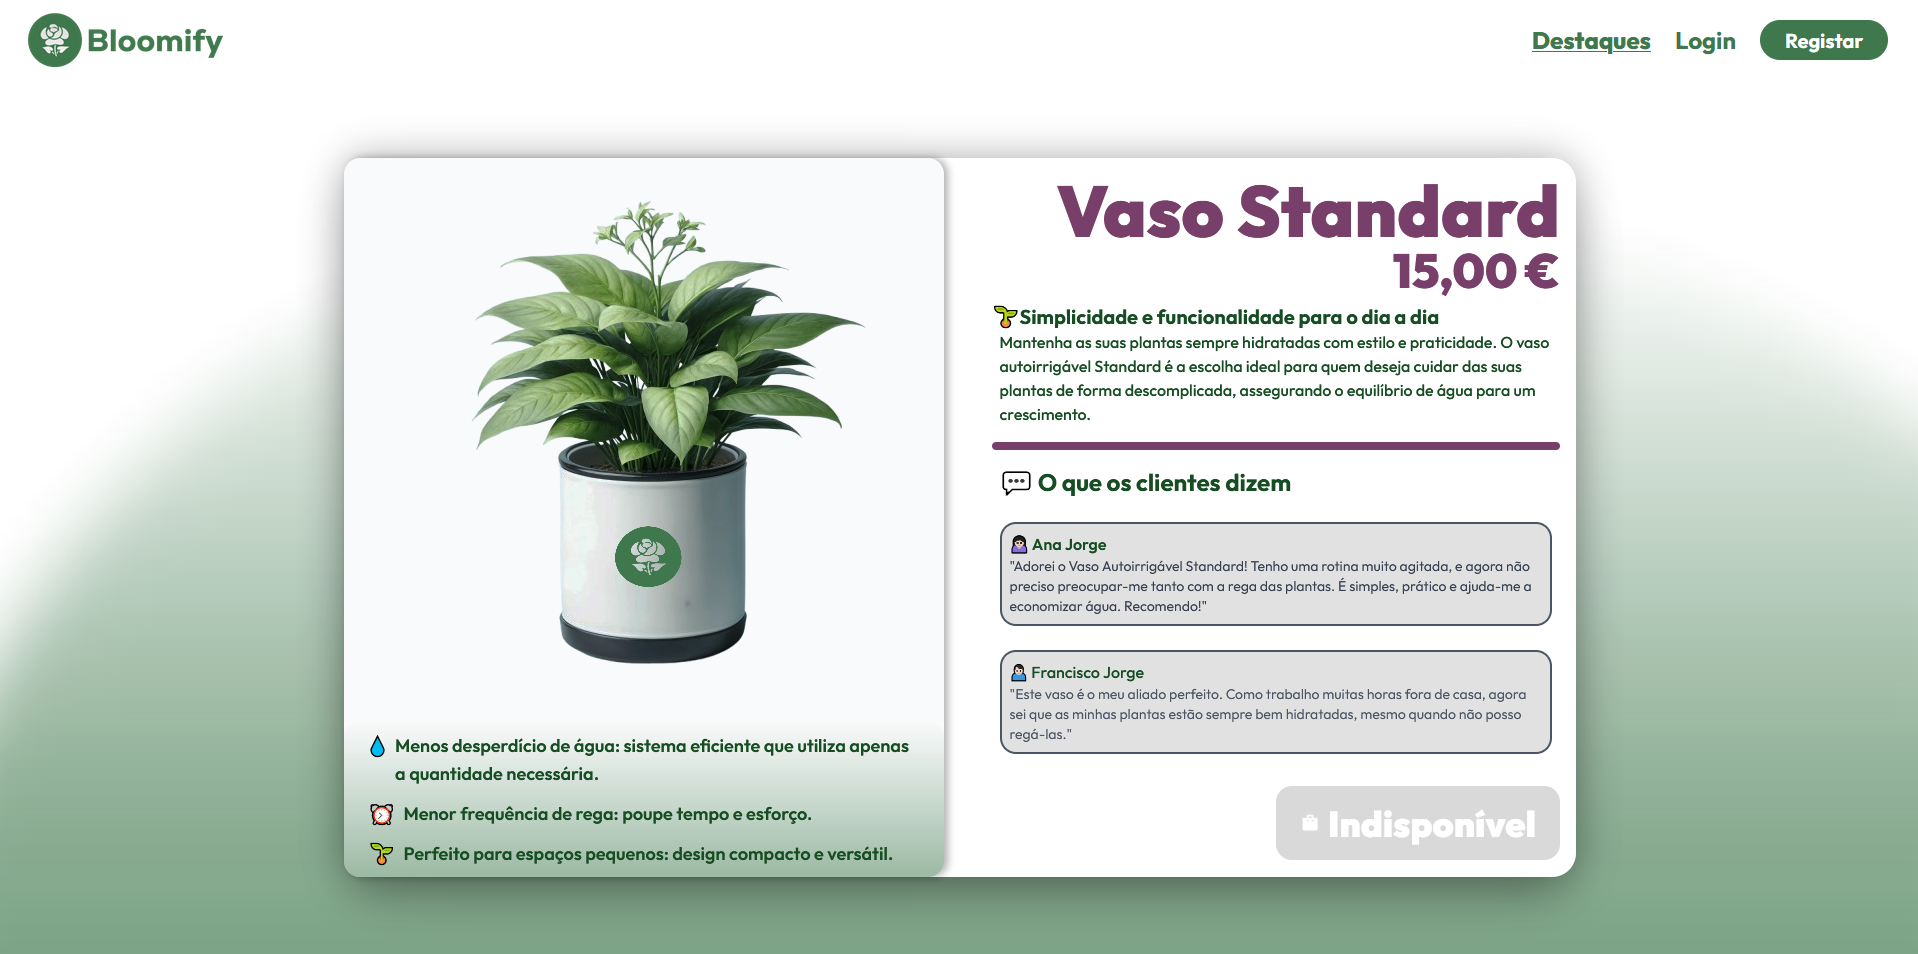 Bloomify
Destaques
Login
Registar
Vaso Standard
15,00 €
Simplicidade e funcionalidade para o dia a dia
Mantenha as suas plantas sempre hidratadas com estilo e praticidade. O vaso
autoirrigável Standard é a escolha ideal para quem deseja cuidar das suas
plantas de forma descomplicada, assegurando o equilíbrio de água para um
crescimento.
O que os clientes dizem
Ana Jorge
"Adorei o Vaso Autoirrigável Standard! Tenho uma rotina muito agitada, e agora não
preciso preocupar-me tanto com a rega das plantas. É simples, prático e ajuda-me a
economizar água. Recomendo!"
Francisco Jorge
"Este vaso é o meu aliado perfeito. Como trabalho muitas horas fora de casa, agora
sei que as minhas plantas estão sempre bem hidratadas, mesmo quando não posso
regá-las."
Indisponível
Menos desperdício de água: sistema eficiente que utiliza apenas
a quantidade necessária.
Menor frequência de rega: poupe tempo e esforço.
Perfeito para espaços pequenos: design compacto e versátil.